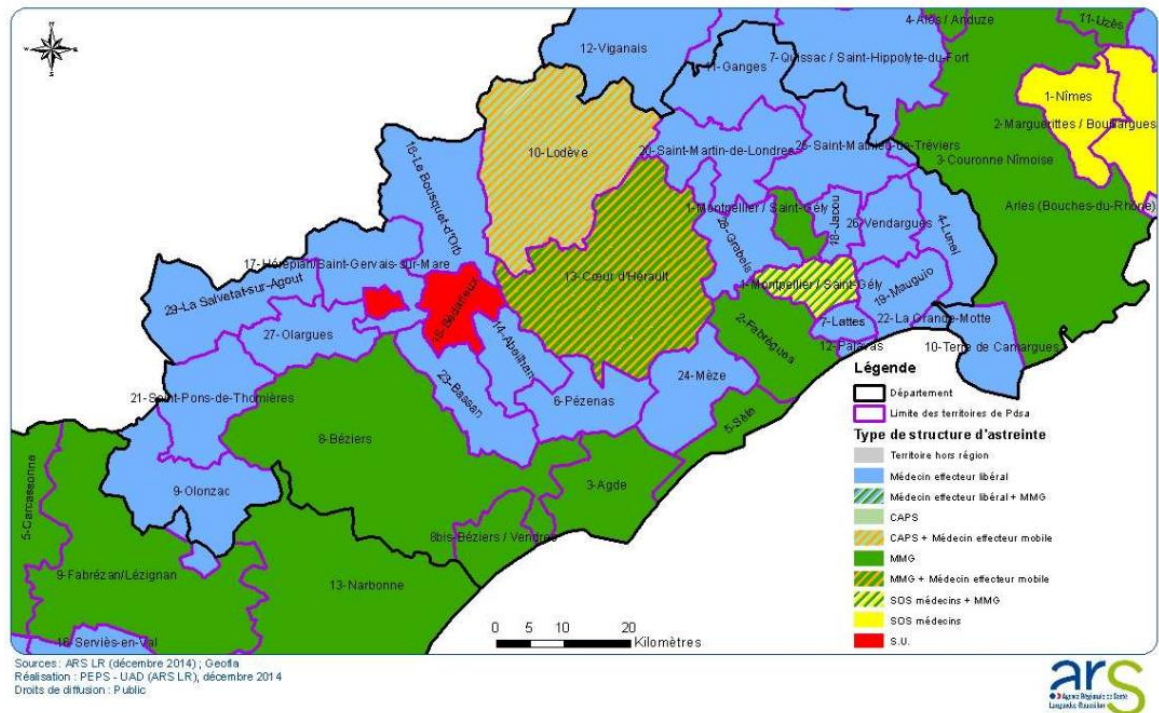 4-Alès / Anduze
11-Uzès
12-Viganais
7-Quissac / Saint-Hippolyte-du-Fort
11-Ganges
1-Nîmes
2-Marguerittes / Bouillargues
10-Lodève
20-Saint-Martin-de-Londres
25-Saint-Mathieu-de-Tréviers
3-Couronne Nîmoise
16-Le Bousquet-d'Orb
Arles (Bouches-du-Rhône)
1-Montpellier / Saint-Gély
18-Jacou
26-Vendargues
4-Lunel
28-Grabels
17-Hérépian/Saint-Gervais-sur-Mare
13-Cœur d'Hérault
1-Montpellier / Saint-Gély
19-Mauguio
29-La Salvetat-sur-Agout
15-Bédarieux
27-Olargues
14-Abeilhan
2-Fabrègues
7-Lattes
22-La Grande-Motte
12-Palavas
10-Terre de Camargues
24-Mèze
23-Bassan
21-Saint-Pons-de-Thomières
6-Pézenas
5-Sète
8-Béziers
9-Olonzac
3-Agde
5-Carcassonne
8bis-Béziers / Vendres
9-Fabrézan/Lézignan
13-Narbonne
16-Serviès-en-Val
Légende
Département
Limite des territoires de Pdsa
Type de structure d'astreinte
Territoire hors région
Médecin effecteur libéral
Médecin effecteur libéral + MMG
CAPS
CAPS + Médecin effecteur mobile
MMG
MMG + Médecin effecteur mobile
SOS médecins + MMG
SOS médecins
S.U.
0 5 10 20
Kilomètres
Sources : ARS LR (décembre 2014) ; Geofla
Réalisation : PEPS - UAD (ARS LR), décembre 2014
Droits de diffusion : Public
ars
Agence Régionale de Santé
Languedoc-Roussillon